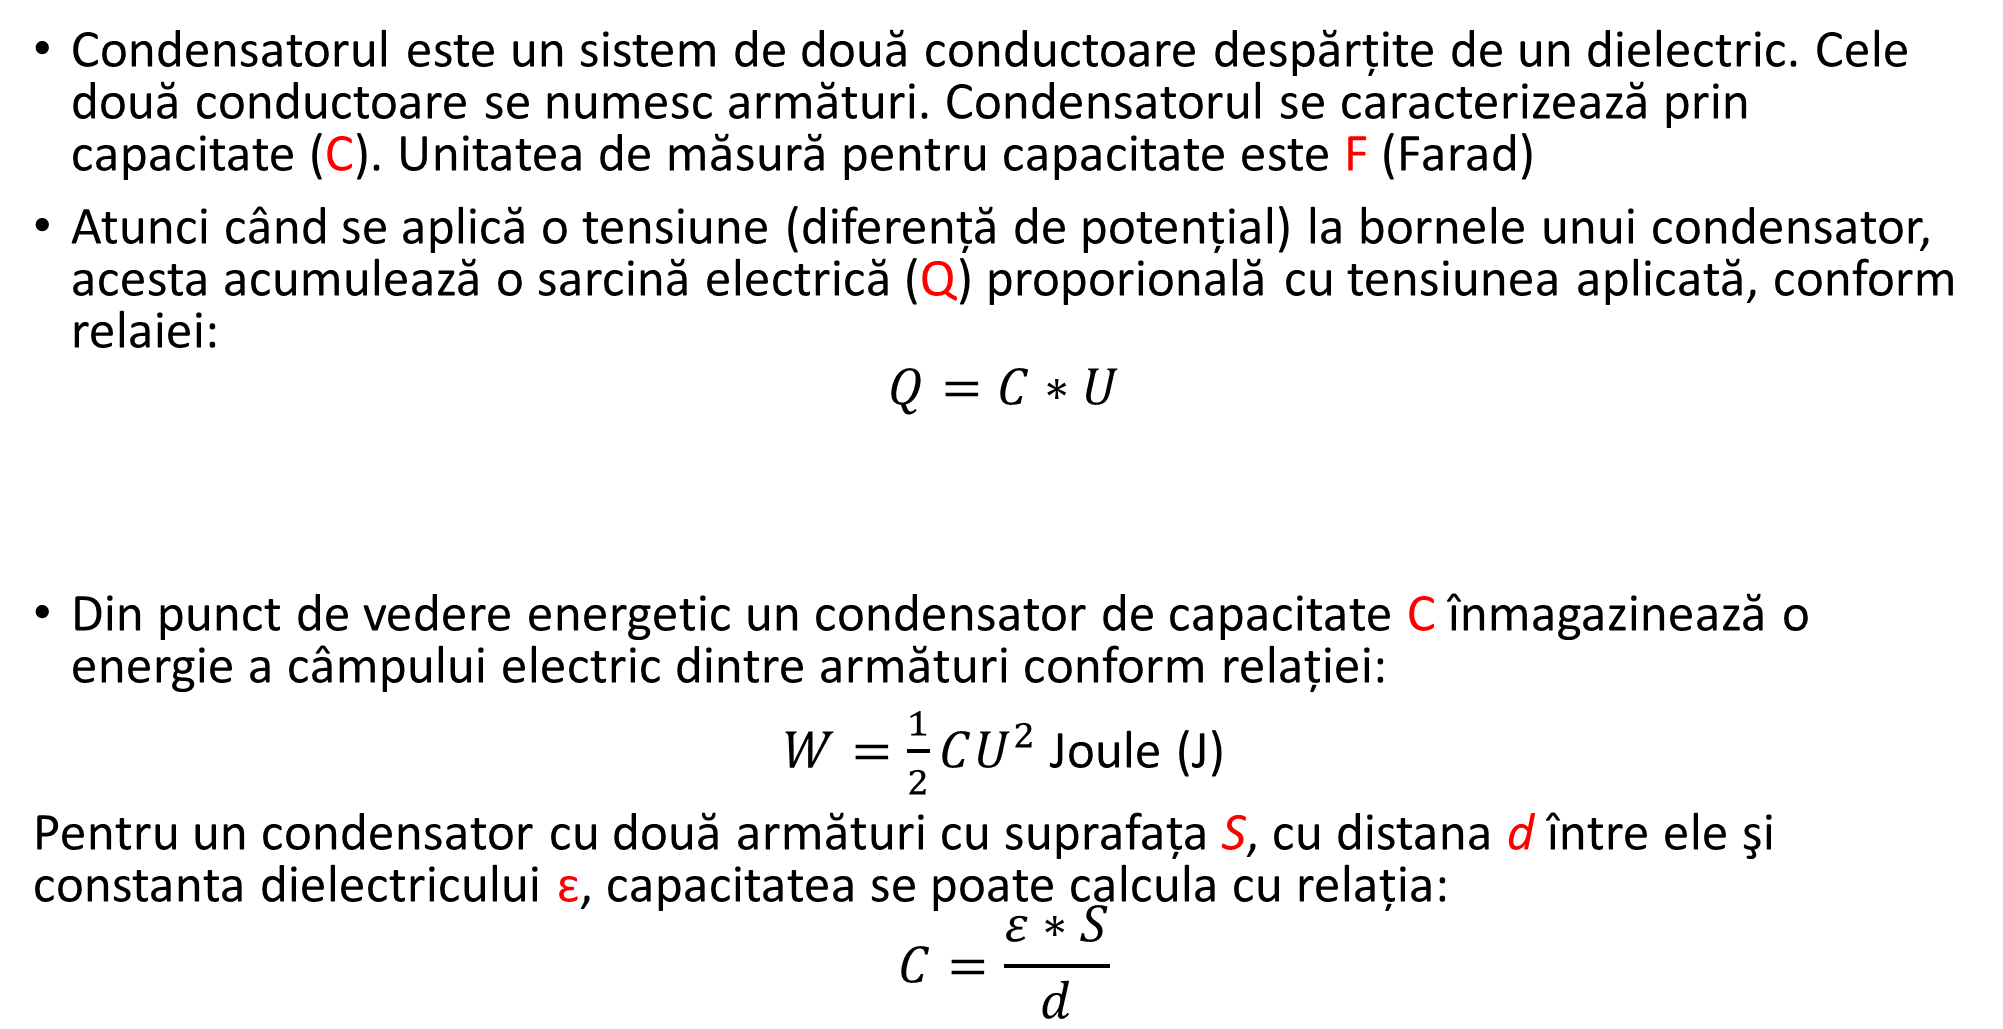 • Condensatorul este un sistem de două conductoare despărțite de un dielectric. Cele
două conductoare se numesc armături. Condensatorul se caracterizează prin
capacitate (C). Unitatea de măsură pentru capacitate este F (Farad)
• Atunci când se aplică o tensiune (diferență de potențial) la bornele unui condensator,
acesta acumulează o sarcină electrică (Q) proporională cu tensiunea aplicată, conform
relaiei:
Q = C ∗ U
• Din punct de vedere energetic un condensator de capacitate C înmagazinează o
energie a câmpului electric dintre armături conform relației:
W = 1/2 CU² Joule (J)
Pentru un condensator cu două armături cu suprafața S, cu distana d între ele şi
constanta dielectricului ε, capacitatea se poate calcula cu relația:
C = ε ∗ S / d